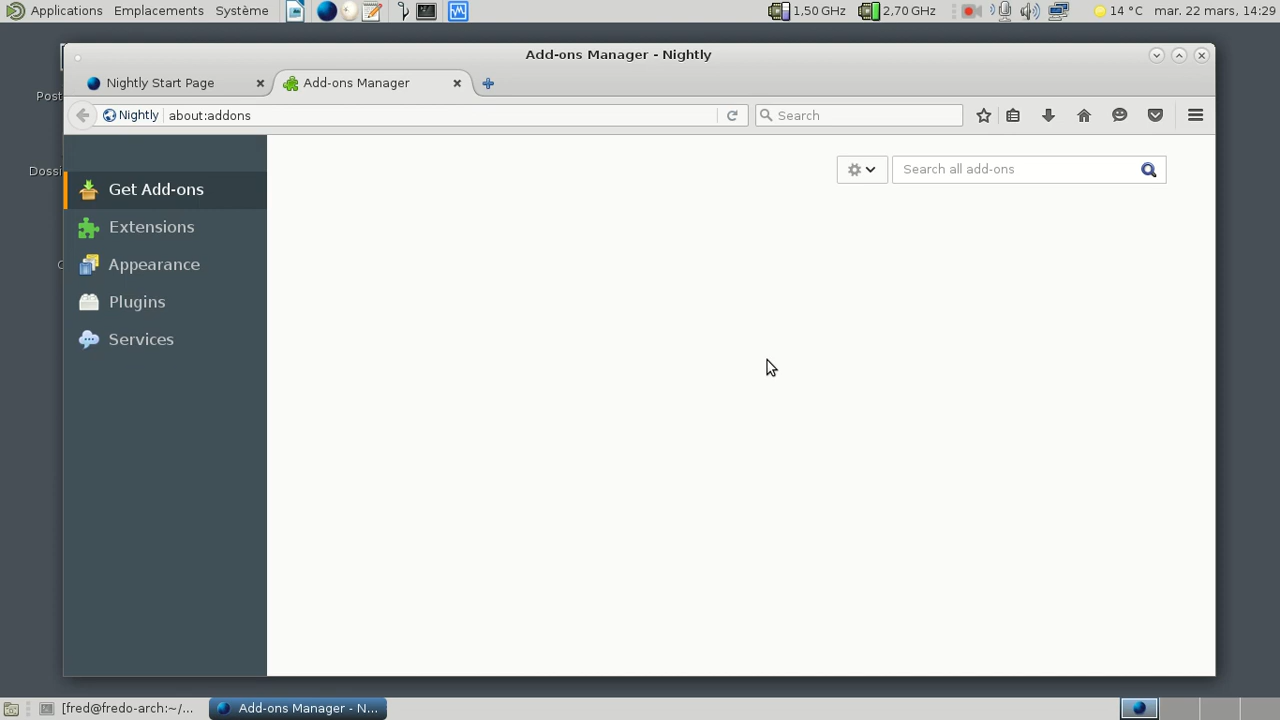 Applications Emplacements Système 1,50 GHz 2,70 GHz 14 °C mar. 22 mars, 14:29
Add-ons Manager - Nightly
Post
Nightly Start Page Add-ons Manager
Nightly about:addons Search
Dossi
Search all add-ons
Get Add-ons
Extensions
Appearance
Plugins
Services
[fred@fredo-arch:~/... Add-ons Manager - N...